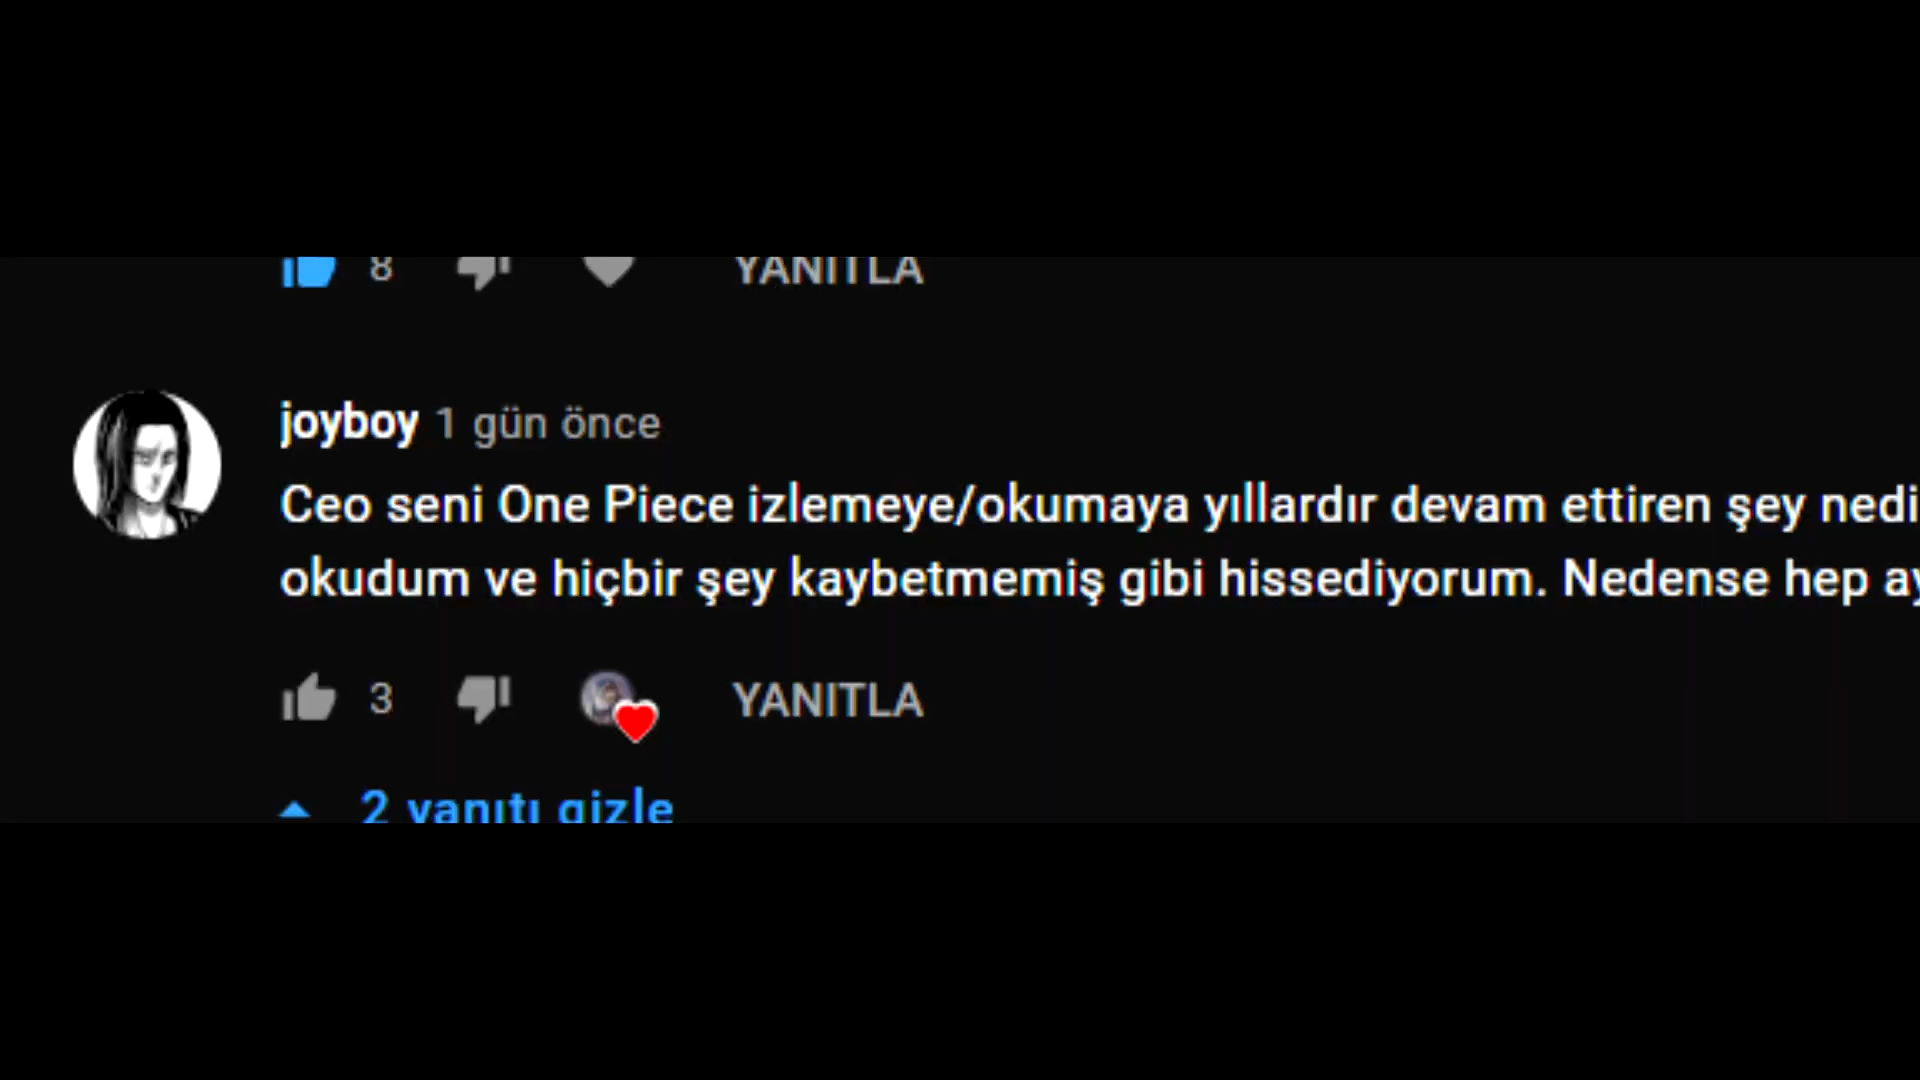 8 YANITLA
joyboy 1 gün önce
Ceo seni One Piece izlemeye/okumaya yıllardır devam ettiren şey nedi
okudum ve hiçbir şey kaybetmemiş gibi hissediyorum. Nedense hep ay
3 YANITLA
2 yanıtı gizle